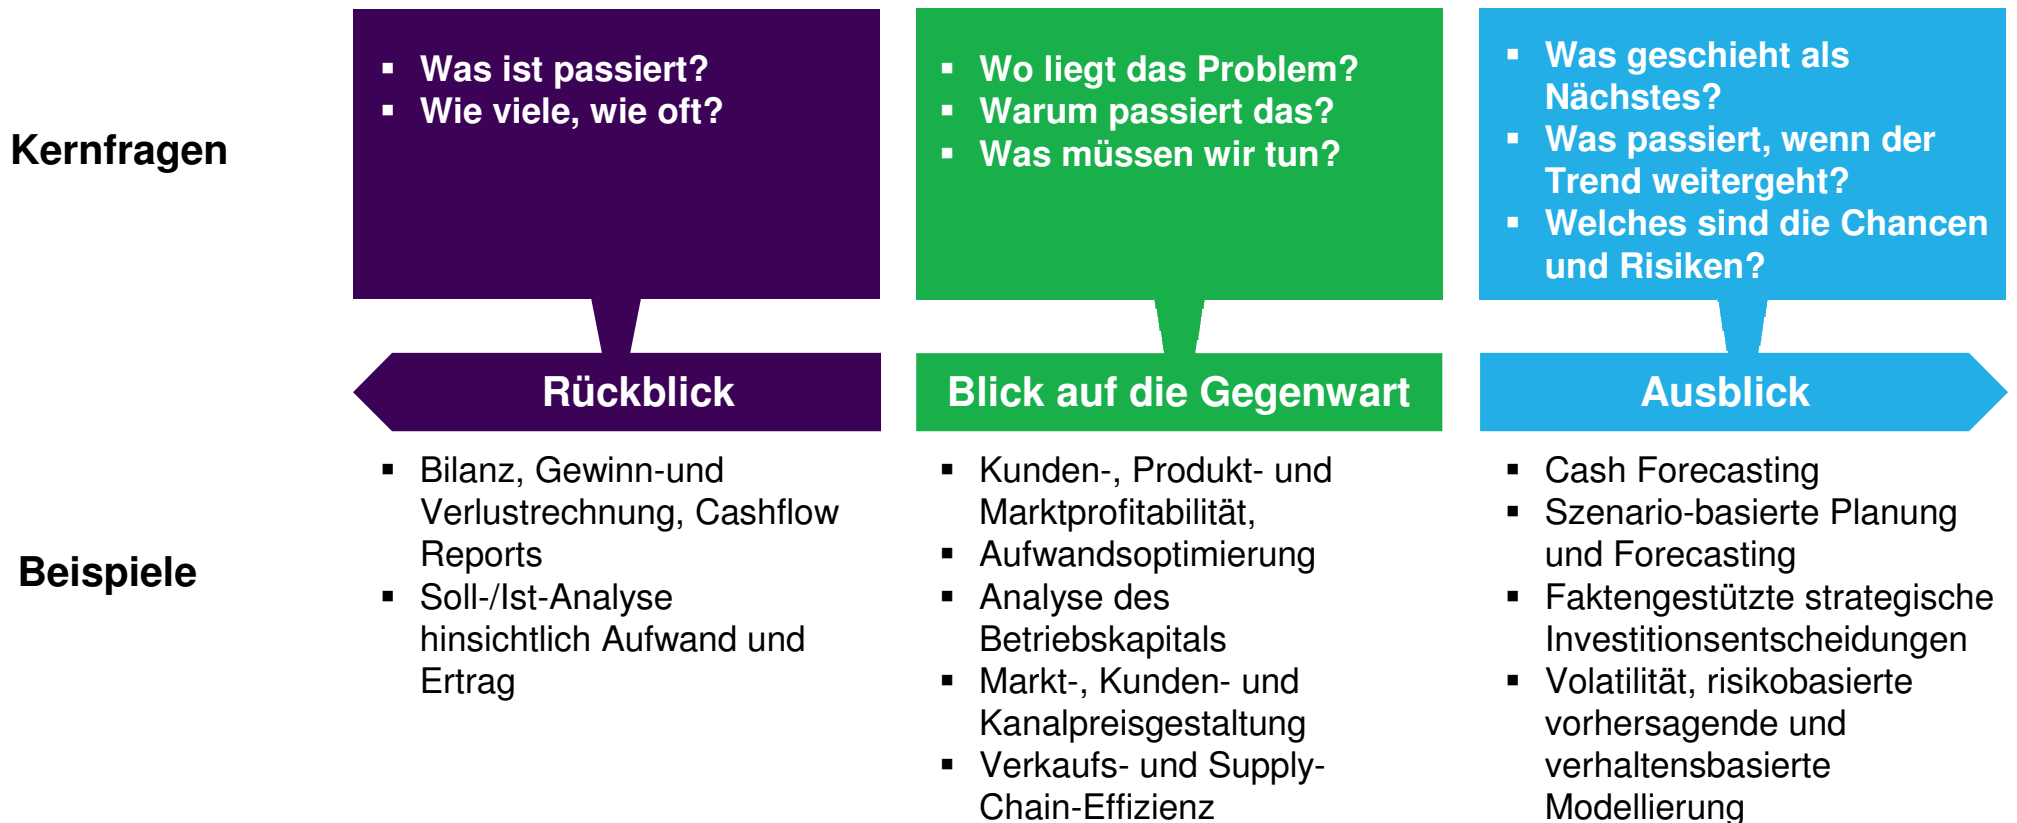 Kernfragen
▪ Was ist passiert?
▪ Wie viele, wie oft?
▪ Wo liegt das Problem?
▪ Warum passiert das?
▪ Was müssen wir tun?
▪ Was geschieht als
Nächstes?
▪ Was passiert, wenn der
Trend weitergeht?
▪ Welches sind die Chancen
und Risiken?
Rückblick
Blick auf die Gegenwart
Ausblick
Beispiele
▪ Bilanz, Gewinn-und
Verlustrechnung, Cashflow
Reports
▪ Soll-/Ist-Analyse
hinsichtlich Aufwand und
Ertrag
▪ Kunden-, Produkt- und
Marktprofitabilität,
▪ Aufwandsoptimierung
▪ Analyse des
Betriebskapitals
▪ Markt-, Kunden- und
Kanalpreisgestaltung
▪ Verkaufs- und Supply-
Chain-Effizienz
▪ Cash Forecasting
▪ Szenario-basierte Planung
und Forecasting
▪ Faktengestützte strategische
Investitionsentscheidungen
▪ Volatilität, risikobasierte
vorhersagende und
verhaltensbasierte
Modellierung